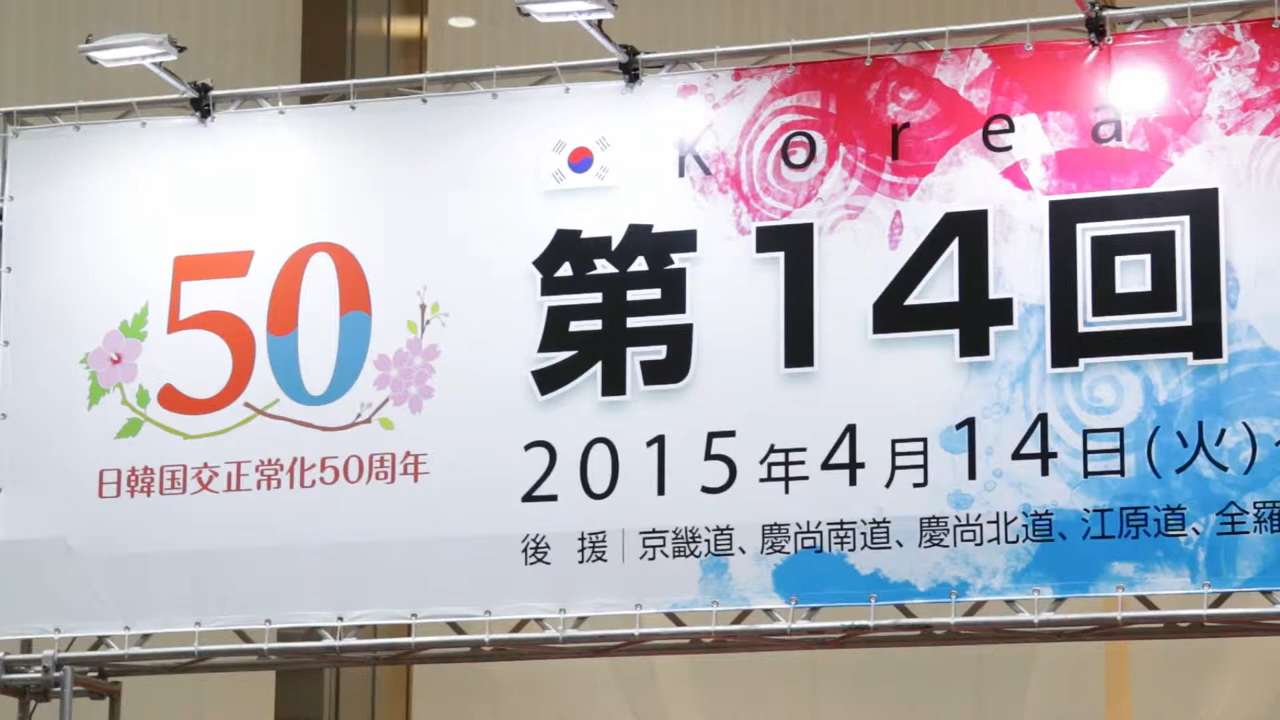 Korea
第14回
50
日韓国交正常化50周年
2015年4月14日(火)
後援|京畿道、慶尚南道、慶尚北道、江原道、全羅